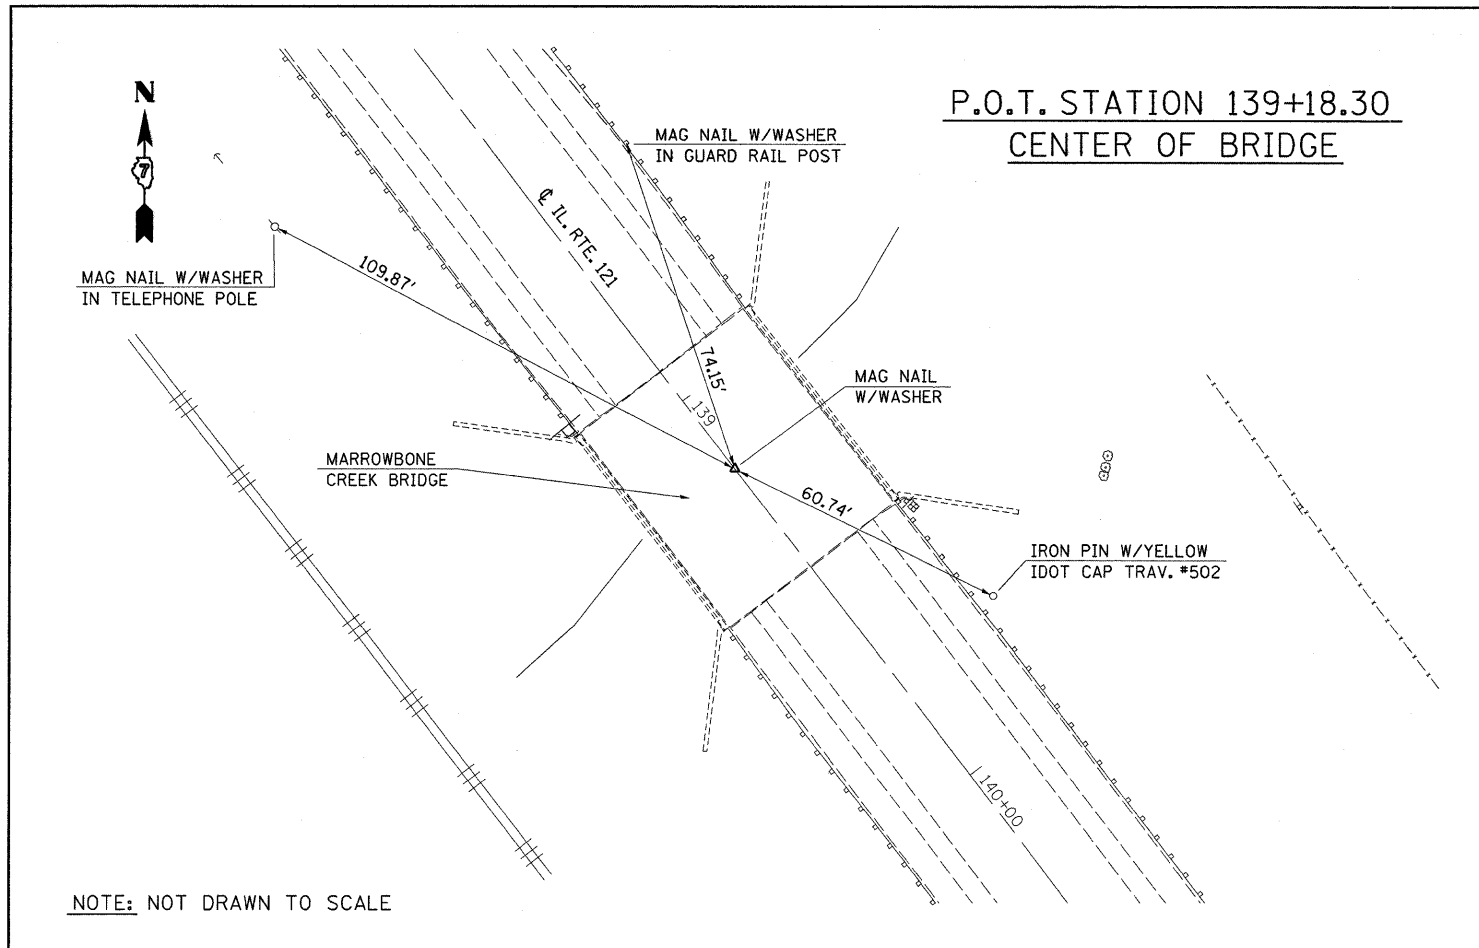 N
7
P.O.T. STATION 139+18.30
CENTER OF BRIDGE
MAG NAIL W/WASHER
IN GUARD RAIL POST
℄ IL. RTE. 121
MAG NAIL W/WASHER
IN TELEPHONE POLE
109.87'
74.15'
MAG NAIL
W/WASHER
139
MARROWBONE
CREEK BRIDGE
60.74'
IRON PIN W/YELLOW
IDOT CAP TRAV. #502
140+00
NOTE: NOT DRAWN TO SCALE